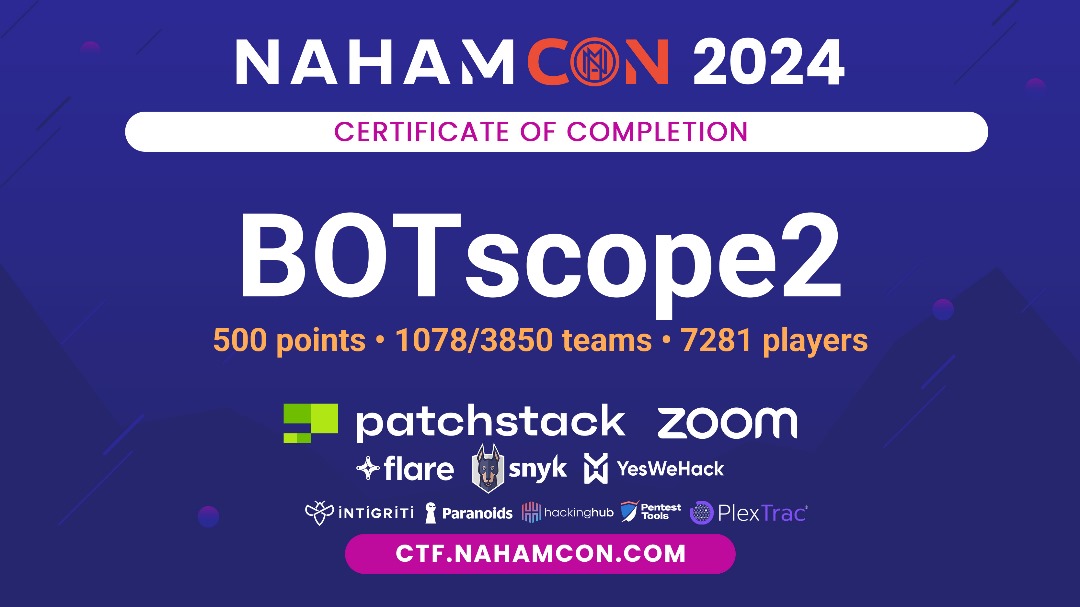 NAHAMCON 2024
CERTIFICATE OF COMPLETION
BOTscope2
500 points • 1078/3850 teams • 7281 players
patchstack zoom
flare snyk YesWeHack
INTIGRITI Paranoids hackinghub Pentest Tools PlexTrac
CTF.NAHAMCON.COM